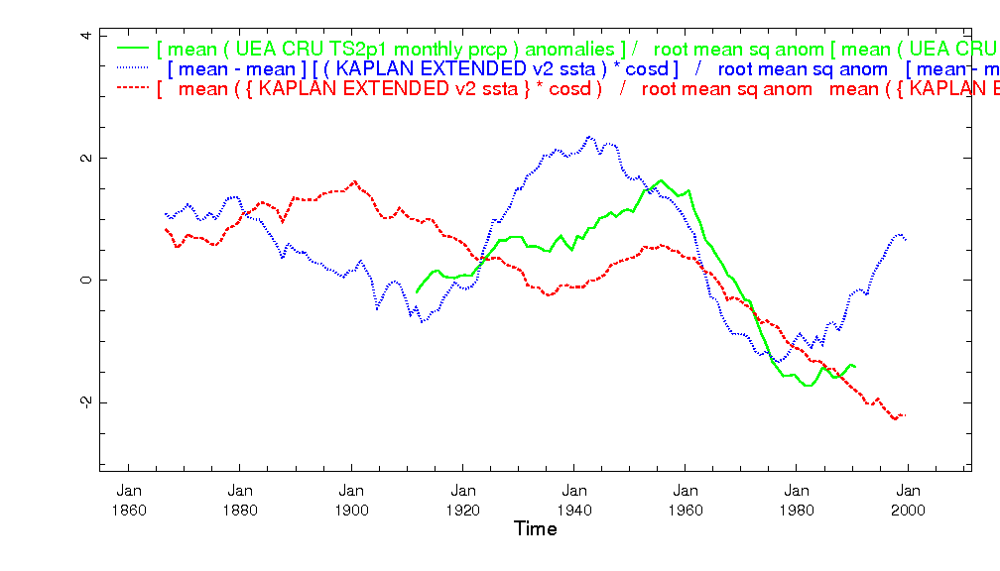 4
[ mean ( UEA CRU TS2p1 monthly prcp ) anomalies ] / root mean sq anom [ mean ( UEA CRU
[ mean - mean ] [ ( KAPLAN EXTENDED v2 ssta ) * cosd ] / root mean sq anom [ mean - m
[ mean ( { KAPLAN EXTENDED v2 ssta } * cosd ) / root mean sq anom mean ( { KAPLAN E
2
0
-2
Jan Jan Jan Jan Jan Jan Jan Jan
1860 1880 1900 1920 1940 1960 1980 2000
Time